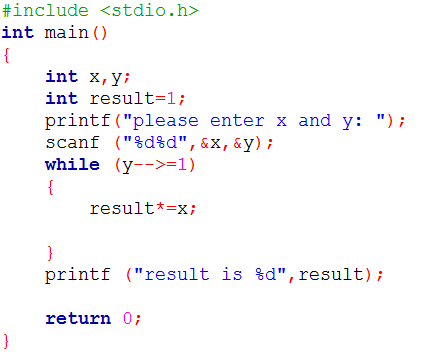 #include <stdio.h>
int main()
{
int x,y;
int result=1;
printf("please enter x and y: ");
scanf ("%d%d",&x,&y);
while (y-->=1)
{
result*=x;
}
printf ("result is %d",result);
return 0;
}